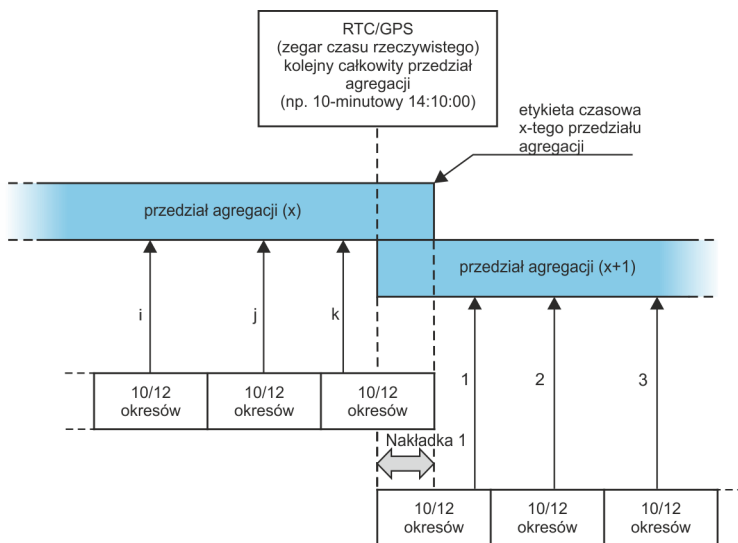 RTC/GPS
(zegar czasu rzeczywistego)
kolejny całkowity przedział
agregacji
(np. 10-minutowy 14:10:00)
etykieta czasowa
x-tego przedziału
agregacji
przedział agregacji (x)
przedział agregacji (x+1)
i
j
k
1
2
3
10/12
okresów
10/12
okresów
10/12
okresów
Nakładka 1
10/12
okresów
10/12
okresów
10/12
okresów